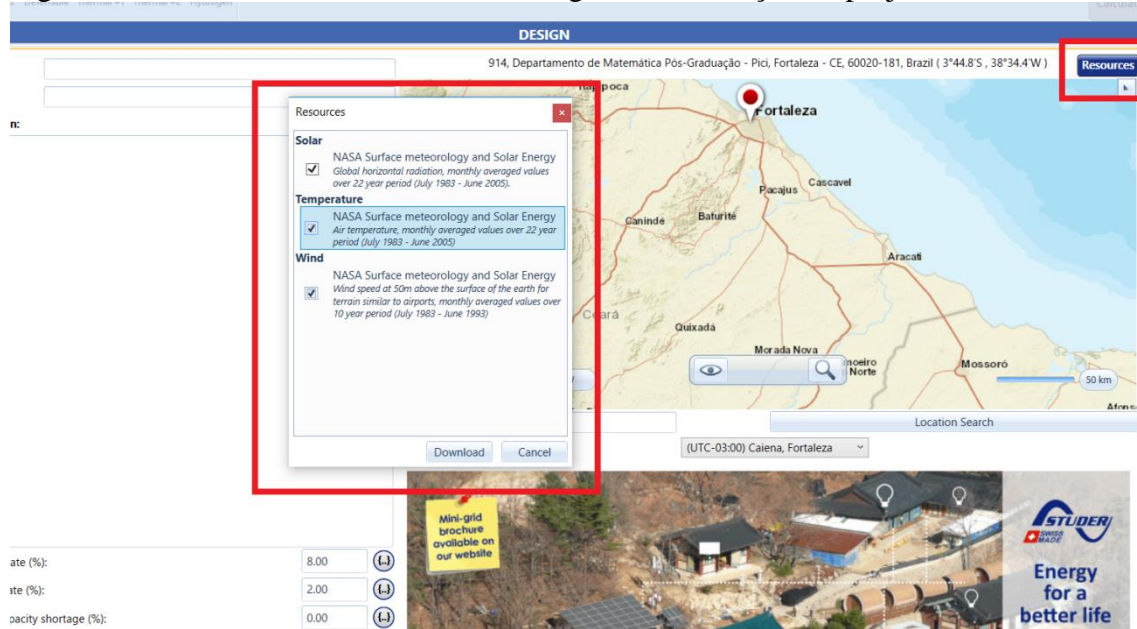 DESIGN
914, Departamento de Matemática Pós-Graduação - Pici, Fortaleza - CE, 60020-181, Brazil ( 3°44.8'S , 38°34.4'W )
Resources
n:
Resources
Solar
NASA Surface meteorology and Solar Energy
Global horizontal radiation, monthly averaged values
over 22 year period (July 1983 - June 2005).
Temperature
NASA Surface meteorology and Solar Energy
Air temperature, monthly averaged values over 22 year
period (July 1983 - June 2005)
Wind
NASA Surface meteorology and Solar Energy
Wind speed at 50m above the surface of the earth for
terrain similar to airports, monthly averaged values over
10 year period (July 1983 - June 1993)
Download
Cancel
Fortaleza
Pacajus
Cascavel
Caninde
Baturité
Aracati
Ceará
Quixadá
Morada Nova
Norte
Mossoró
50 km
Location Search
(UTC-03:00) Caiena, Fortaleza
Mini-grid
brochure
available on
our website
STUDER
SWISS
MADE
Energy
for a
better life
ate (%):
8.00
{..}
ate (%):
2.00
{..}
pacity shortage (%):
0.00
{..}